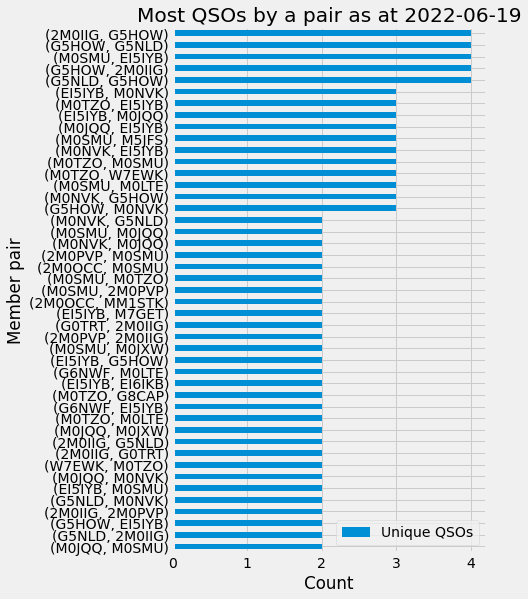 Most QSOs by a pair as at 2022-06-19
(2M0IIG, G5HOW)
(G5HOW, G5NLD)
(M0SMU, EI5IYB)
(G5HOW, 2M0IIG)
(G5NLD, G5HOW)
(EI5IYB, M0NVK)
(M0TZO, EI5IYB)
(EI5IYB, M0JQQ)
(M0JQQ, EI5IYB)
(M0SMU, M5JFS)
(M0NVK, EI5IYB)
(M0TZO, M0SMU)
(M0TZO, W7EWK)
(M0SMU, M0LTE)
(M0NVK, G5HOW)
(G5HOW, M0NVK)
(M0NVK, G5NLD)
(M0SMU, M0JQQ)
(M0NVK, M0JQQ)
(2M0PVP, M0SMU)
(2M0OCC, M0SMU)
(M0SMU, M0TZO)
(M0SMU, 2M0PVP)
(2M0OCC, MM1STK)
(EI5IYB, M7GET)
(G0TRT, 2M0IIG)
(2M0PVP, 2M0IIG)
(M0SMU, M0JXW)
(EI5IYB, G5HOW)
(G6NWF, M0LTE)
(EI5IYB, EI6IKB)
(M0TZO, G8CAP)
(G6NWF, EI5IYB)
(M0TZO, M0LTE)
(M0JQQ, M0JXW)
(2M0IIG, G5NLD)
(2M0IIG, G0TRT)
(W7EWK, M0TZO)
(M0JQQ, M0NVK)
(EI5IYB, M0SMU)
(G5NLD, M0NVK)
(2M0IIG, 2M0PVP)
(G5HOW, EI5IYB)
(G5NLD, 2M0IIG)
(M0JQQ, M0SMU)
Member pair
Unique QSOs
0 1 2 3 4
Count